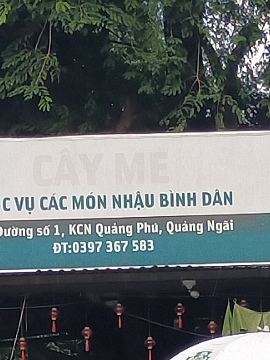 CÂY ME
C VỤ CÁC MÓN NHẬU BÌNH DÂN
Đường số 1, KCN Quảng Phú, Quảng Ngãi
ĐT:0397 367 583